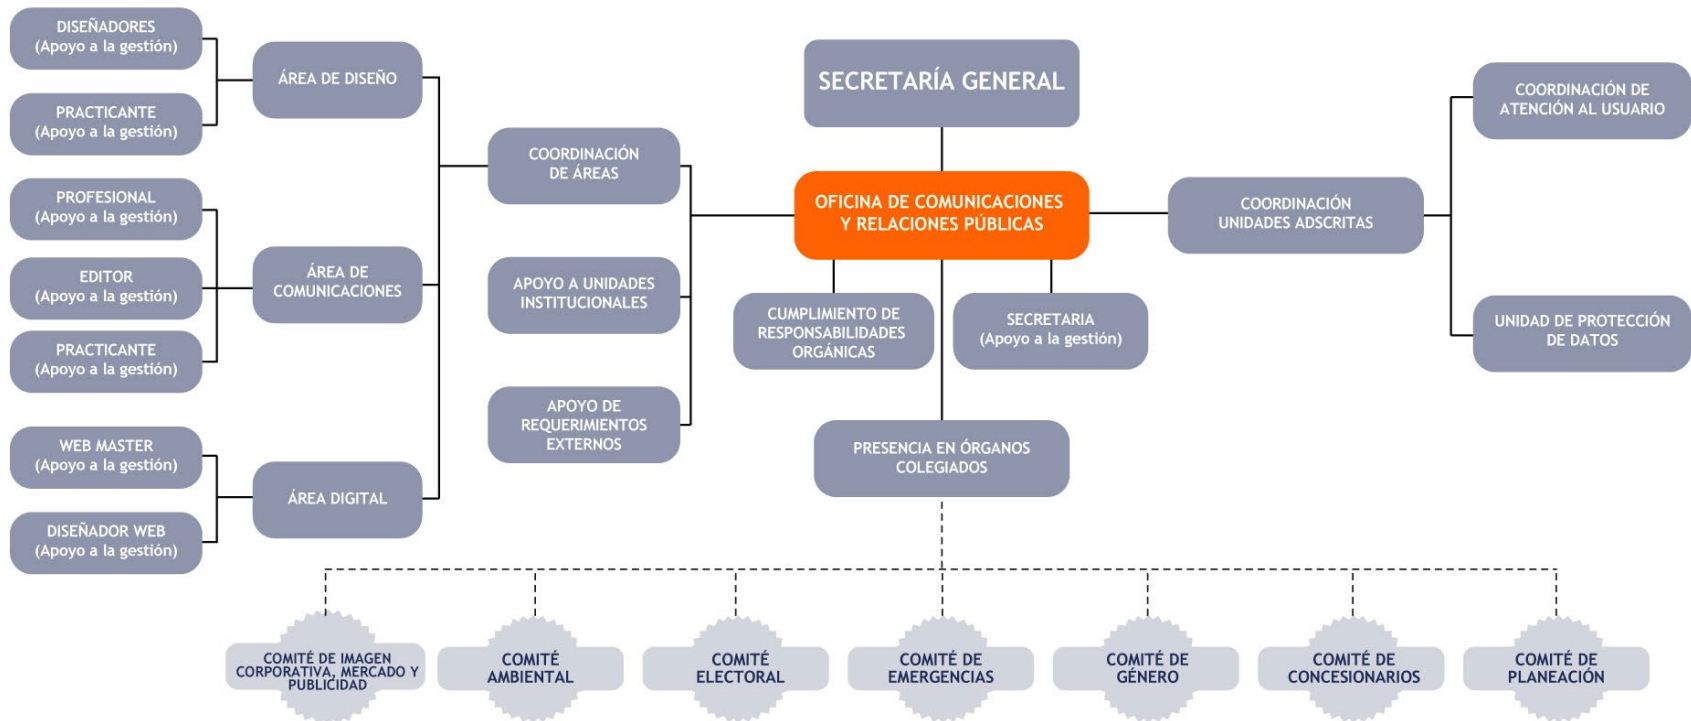 DISEÑADORES
(Apoyo a la gestión)
PRACTICANTE
(Apoyo a la gestión)
ÁREA DE DISEÑO
PROFESIONAL
(Apoyo a la gestión)
EDITOR
(Apoyo a la gestión)
PRACTICANTE
(Apoyo a la gestión)
ÁREA DE
COMUNICACIONES
WEB MASTER
(Apoyo a la gestión)
DISEÑADOR WEB
(Apoyo a la gestión)
ÁREA DIGITAL
COORDINACIÓN
DE ÁREAS
APOYO A UNIDADES
INSTITUCIONALES
APOYO DE
REQUERIMIENTOS
EXTERNOS
SECRETARÍA GENERAL
OFICINA DE COMUNICACIONES
Y RELACIONES PÚBLICAS
CUMPLIMIENTO DE
RESPONSABILIDADES
ORGÁNICAS
SECRETARIA
(Apoyo a la gestión)
PRESENCIA EN ÓRGANOS
COLEGIADOS
COORDINACIÓN
UNIDADES ADSCRITAS
COORDINACIÓN DE
ATENCIÓN AL USUARIO
UNIDAD DE PROTECCIÓN
DE DATOS
COMITÉ DE IMAGEN
CORPORATIVA, MERCADO Y
PUBLICIDAD
COMITÉ
AMBIENTAL
COMITÉ
ELECTORAL
COMITÉ DE
EMERGENCIAS
COMITÉ DE
GÉNERO
COMITÉ DE
CONCESIONARIOS
COMITÉ DE
PLANEACIÓN